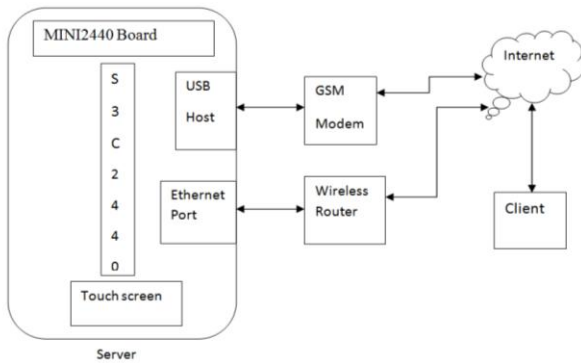 MINI2440 Board
S
3
C
2
4
4
0
USB
Host
Ethernet
Port
Touch screen
Server
GSM
Modem
Wireless
Router
Internet
Client